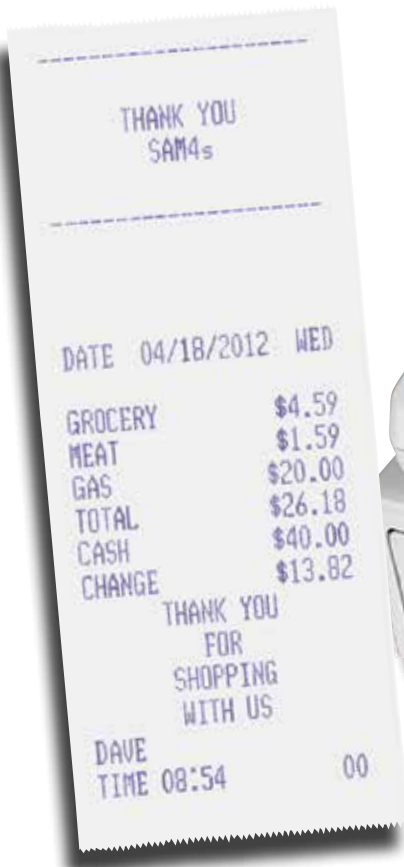 THANK YOU
SAM4s
DATE 04/18/2012 WED
GROCERY $4.59
MEAT $1.59
GAS $20.00
TOTAL $26.18
CASH $40.00
CHANGE $13.82
THANK YOU
FOR
SHOPPING
WITH US
DAVE
TIME 08:54 00